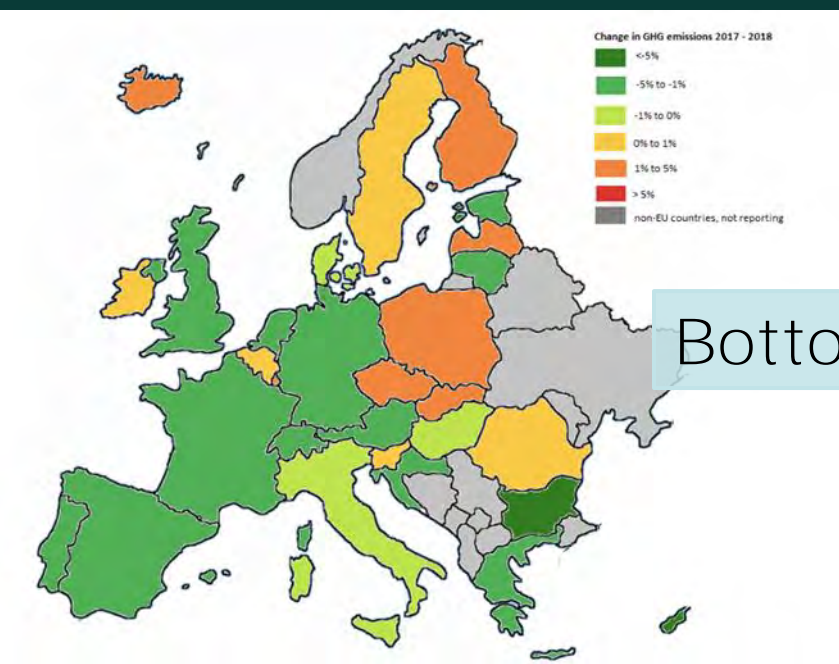 Change in GHG emissions 2017 - 2018
<-5%
-5% to -1%
-1% to 0%
0% to 1%
1% to 5%
> 5%
non-EU countries, not reporting
Botto